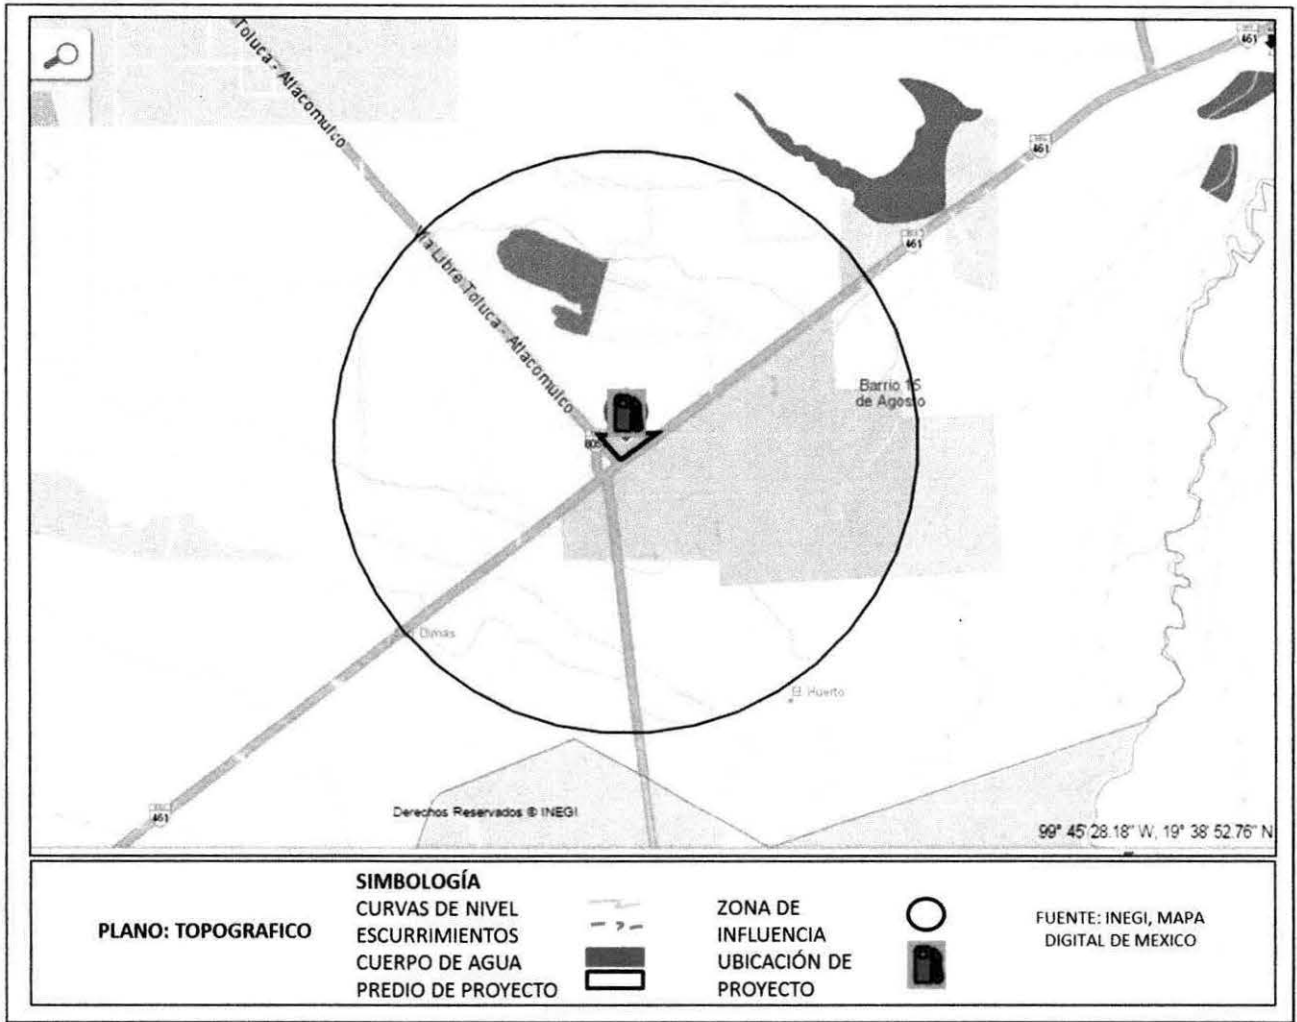 Toluca - Atlacomulco
461
461
461
Vía Libre Toluca - Atlacomulco
Barrio 15
de Agosto
San Dimas
El Huerto
461
Derechos Reservados © INEGI
99° 45' 28.18" W, 19° 38' 52.76" N
PLANO: TOPOGRAFICO
SIMBOLOGÍA
CURVAS DE NIVEL
ESCURRIMIENTOS
CUERPO DE AGUA
PREDIO DE PROYECTO
ZONA DE
INFLUENCIA
UBICACIÓN DE
PROYECTO
FUENTE: INEGI, MAPA
DIGITAL DE MEXICO